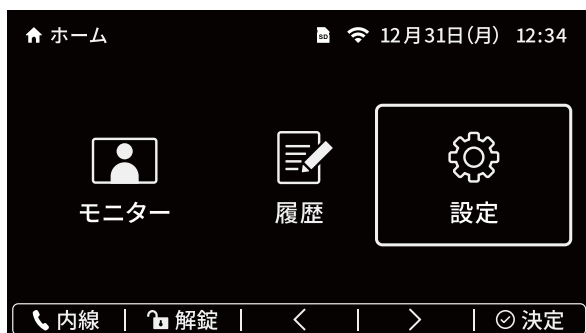 ホーム SD 12月31日(月) 12:34
モニター 履歴 設定
内線 解錠 < > 決定